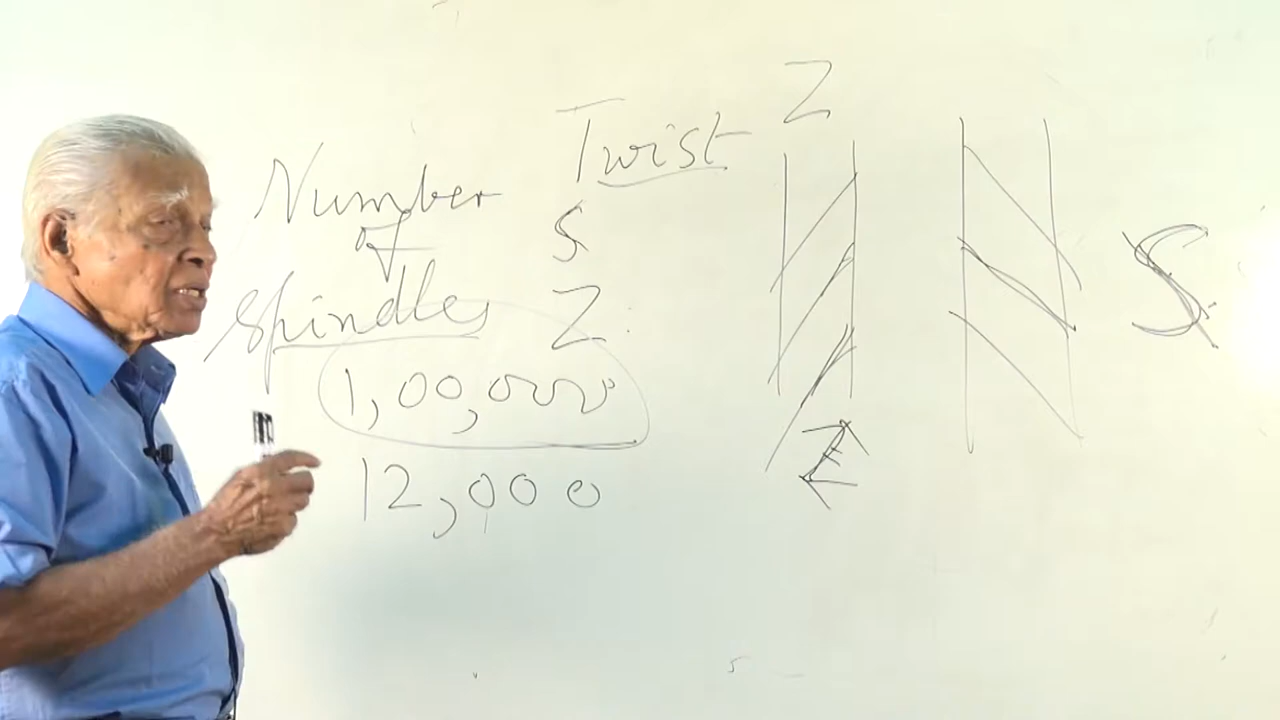 Number
of
Spindles
1,00,000
12,000
Twist
S
Z
Z
Z
S